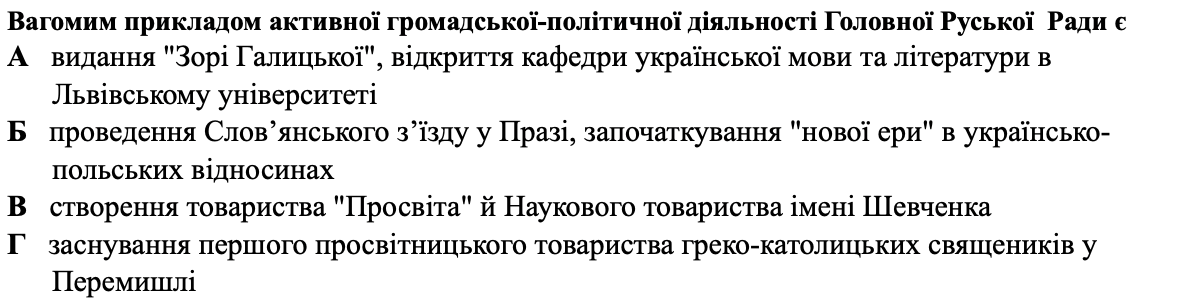 Вагомим прикладом активної громадської-політичної діяльності Головної Руської Ради є
А видання "Зорі Галицької", відкриття кафедри української мови та літератури в
Львівському університеті
Б проведення Слов’янського з’їзду у Празі, започаткування "нової ери" в українсько-
польських відносинах
В створення товариства "Просвіта" й Наукового товариства імені Шевченка
Г заснування першого просвітницького товариства греко-католицьких священиків у
Перемишлі